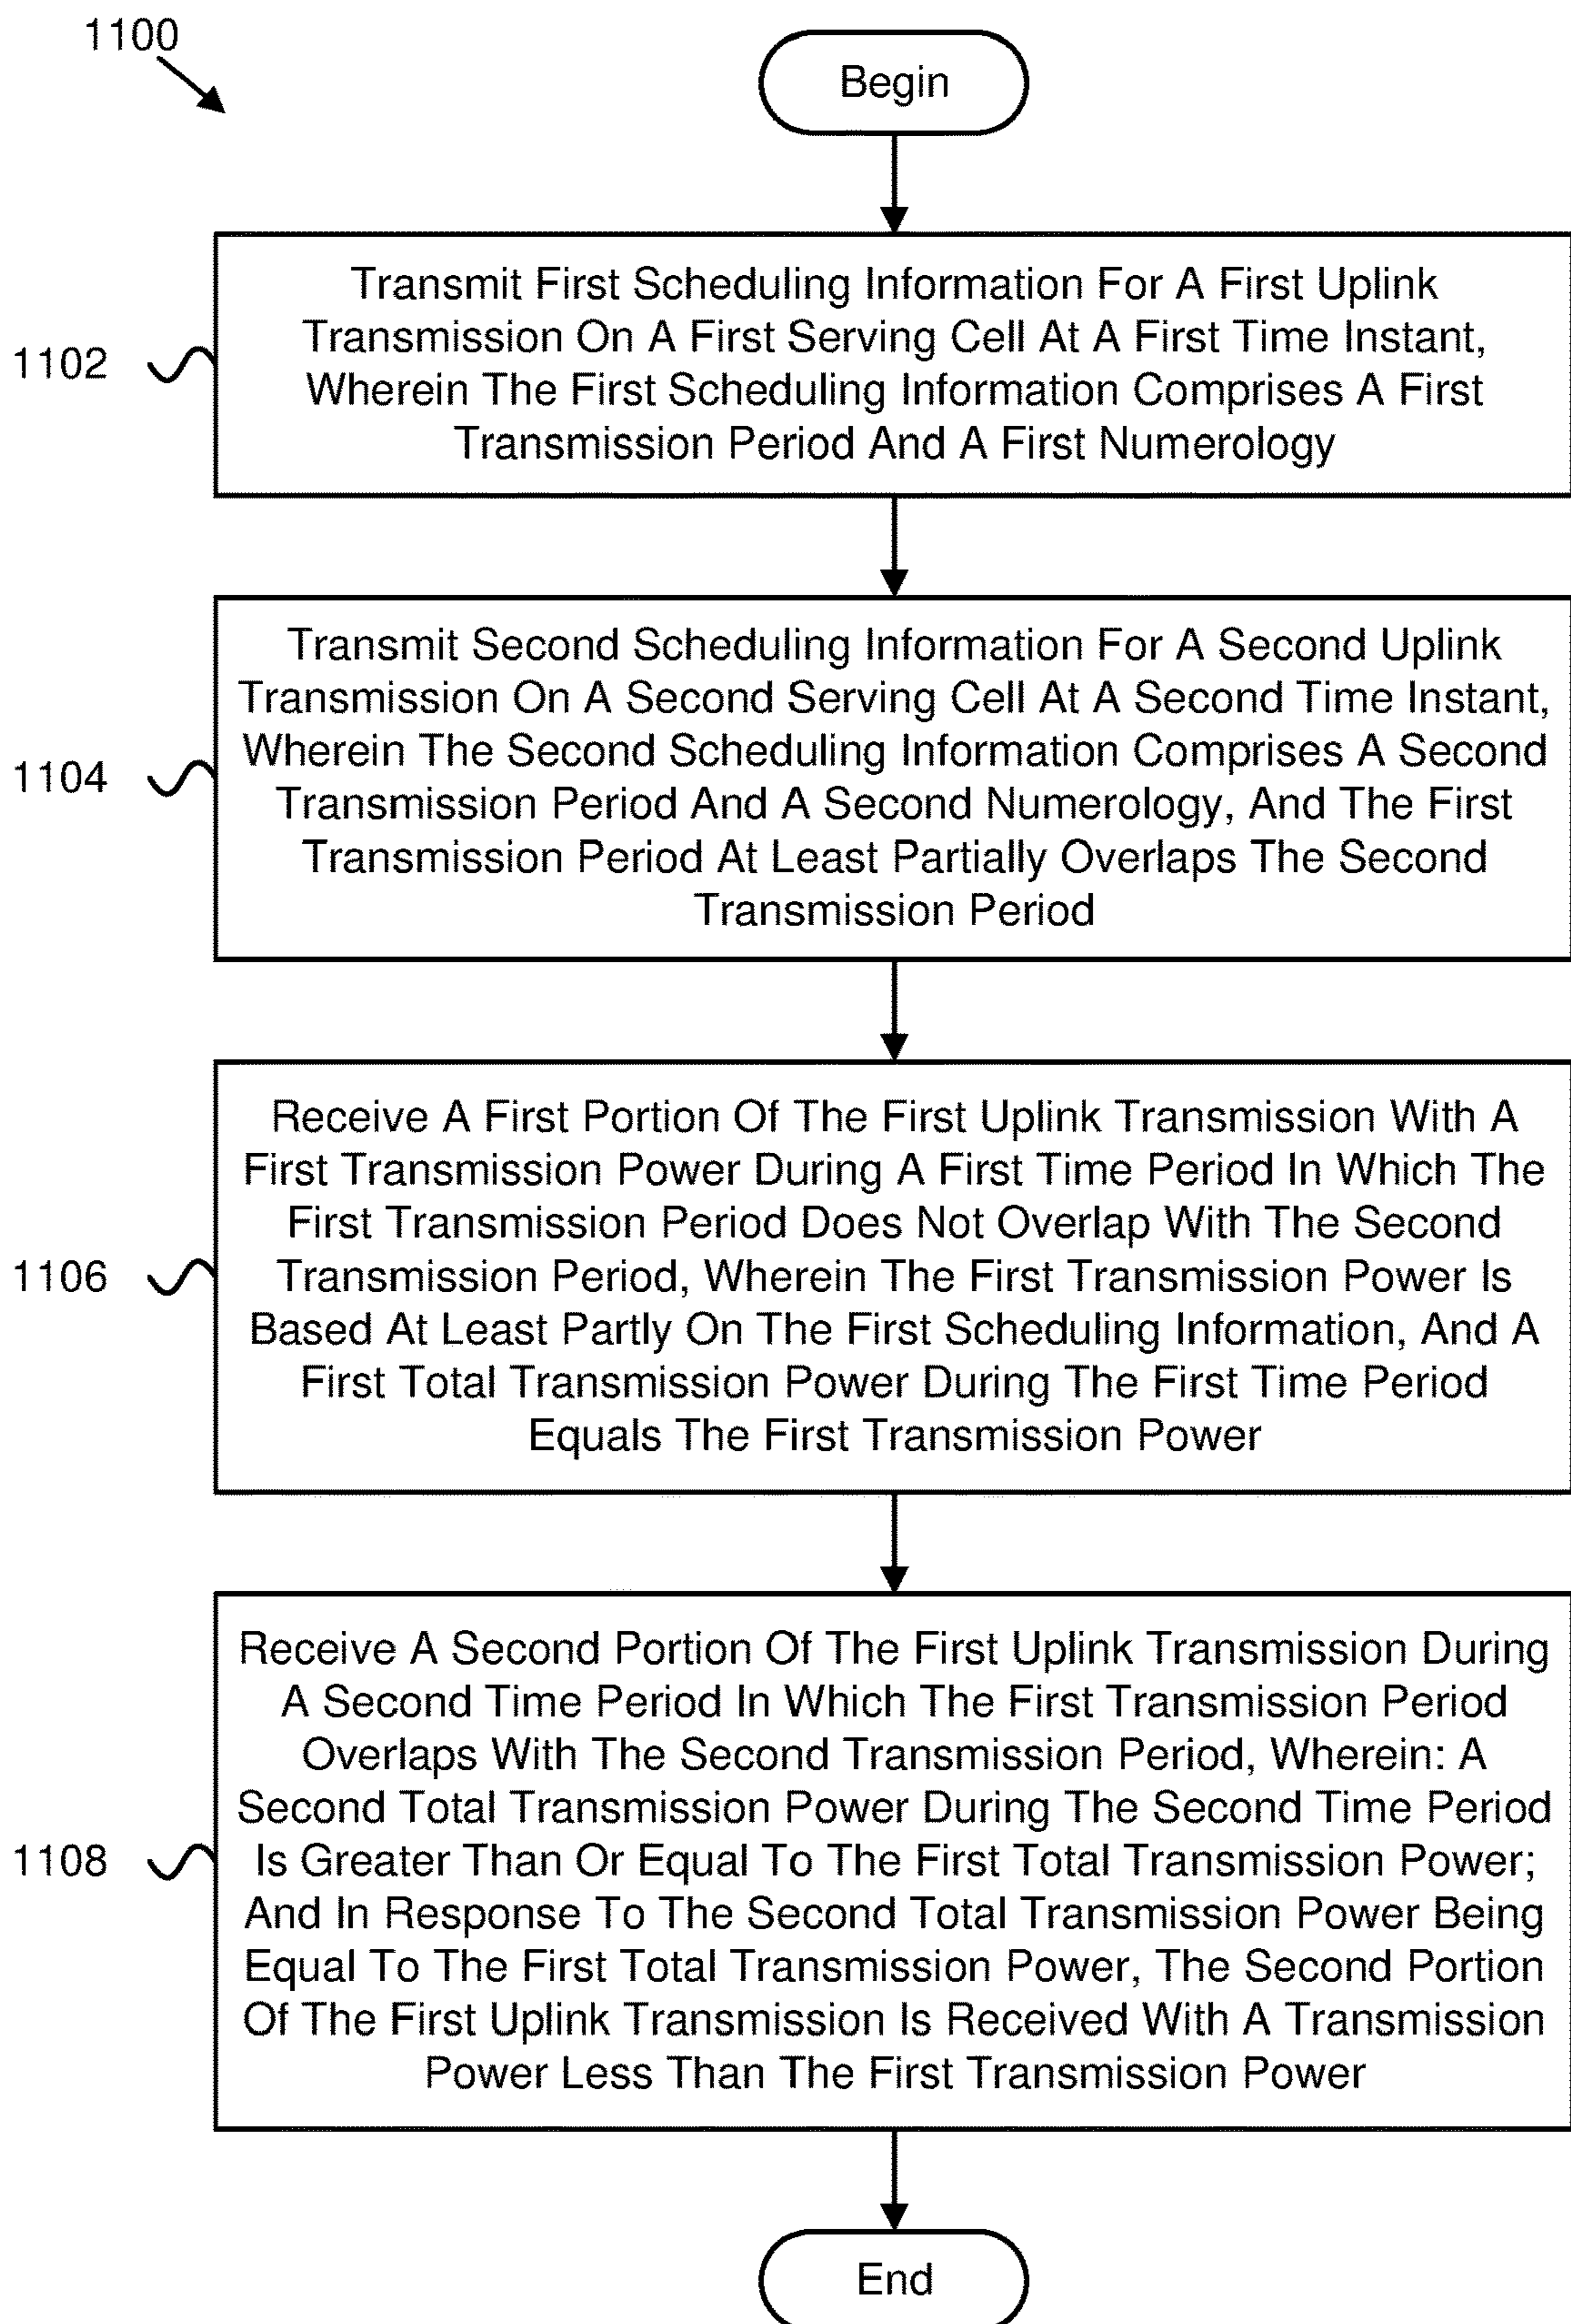 1100
Begin
1102
Transmit First Scheduling Information For A First Uplink
Transmission On A First Serving Cell At A First Time Instant,
Wherein The First Scheduling Information Comprises A First
Transmission Period And A First Numerology
1104
Transmit Second Scheduling Information For A Second Uplink
Transmission On A Second Serving Cell At A Second Time Instant,
Wherein The Second Scheduling Information Comprises A Second
Transmission Period And A Second Numerology, And The First
Transmission Period At Least Partially Overlaps The Second
Transmission Period
1106
Receive A First Portion Of The First Uplink Transmission With A
First Transmission Power During A First Time Period In Which The
First Transmission Period Does Not Overlap With The Second
Transmission Period, Wherein The First Transmission Power Is
Based At Least Partly On The First Scheduling Information, And A
First Total Transmission Power During The First Time Period
Equals The First Transmission Power
1108
Receive A Second Portion Of The First Uplink Transmission During
A Second Time Period In Which The First Transmission Period
Overlaps With The Second Transmission Period, Wherein: A
Second Total Transmission Power During The Second Time Period
Is Greater Than Or Equal To The First Total Transmission Power;
And In Response To The Second Total Transmission Power Being
Equal To The First Total Transmission Power, The Second Portion
Of The First Uplink Transmission Is Received With A Transmission
Power Less Than The First Transmission Power
End